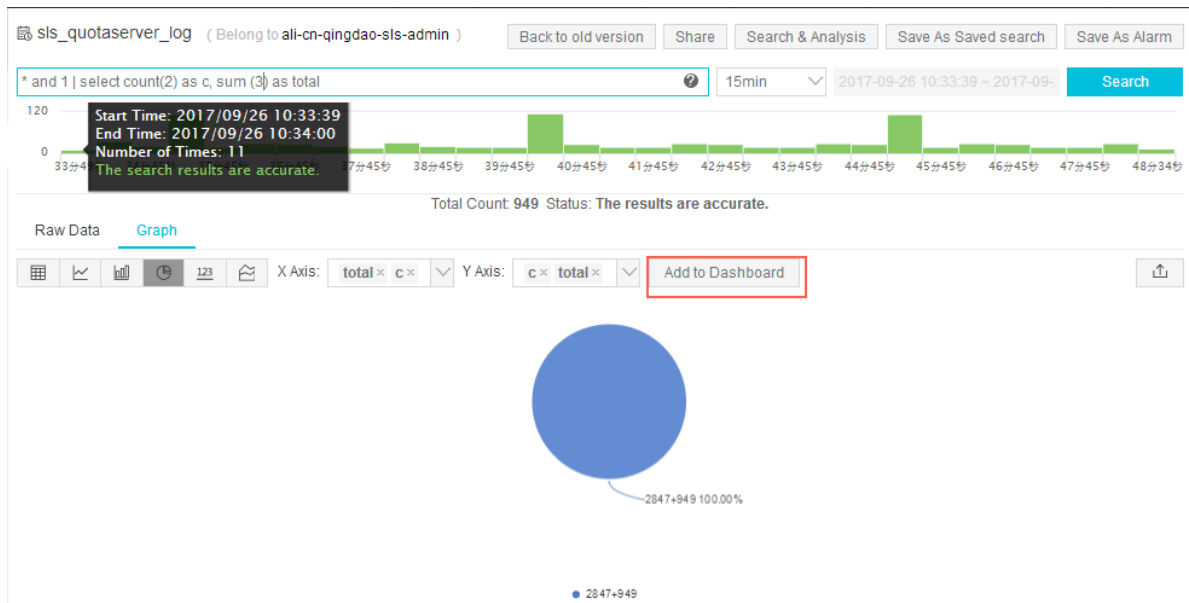 sls_quotaserver_log ( Belong to ali-cn-qingdao-sls-admin ) Back to old version Share Search & Analysis Save As Saved search Save As Alarm
* and 1 | select count(2) as c, sum (3) as total 15min 2017-09-26 10:33:39 ~ 2017-09- Search
120
Start Time: 2017/09/26 10:33:39
End Time: 2017/09/26 10:34:00
Number of Times: 11
The search results are accurate.
0
37分45秒 38分45秒 39分45秒 40分45秒 41分45秒 42分45秒 43分45秒 44分45秒 45分45秒 46分45秒 47分45秒 48分34秒
Total Count: 949 Status: The results are accurate.
Raw Data Graph
123 X Axis: total × c × Y Axis: c × total × Add to Dashboard
2847+949 100.00%
2847+949